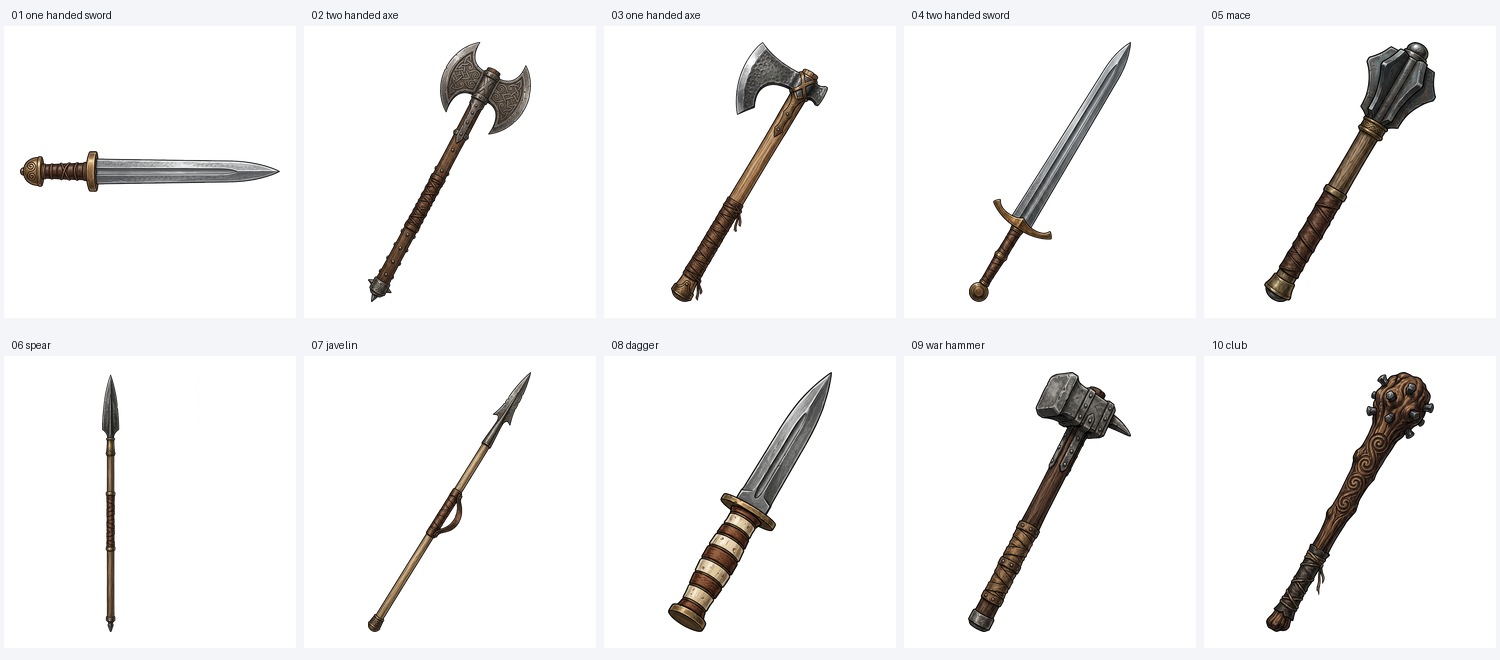 01 one handed sword
02 two handed axe
03 one handed axe
04 two handed sword
05 mace
06 spear
07 javelin
08 dagger
09 war hammer
10 club